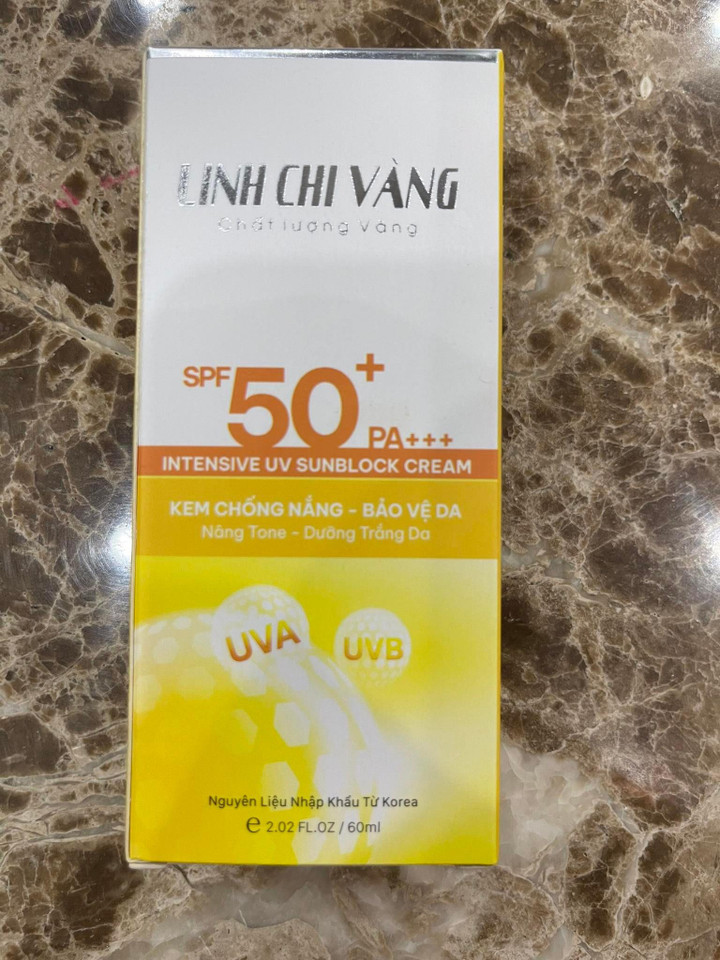 LINH CHI VÀNG
Chất lượng Vàng
SPF 50+
PA+++
INTENSIVE UV SUNBLOCK CREAM
KEM CHỐNG NẮNG - BẢO VỆ DA
Nâng Tone - Dưỡng Trắng Da
UVA
UVB
Nguyên Liệu Nhập Khẩu Từ Korea
℮ 2.02 FL.OZ / 60ml